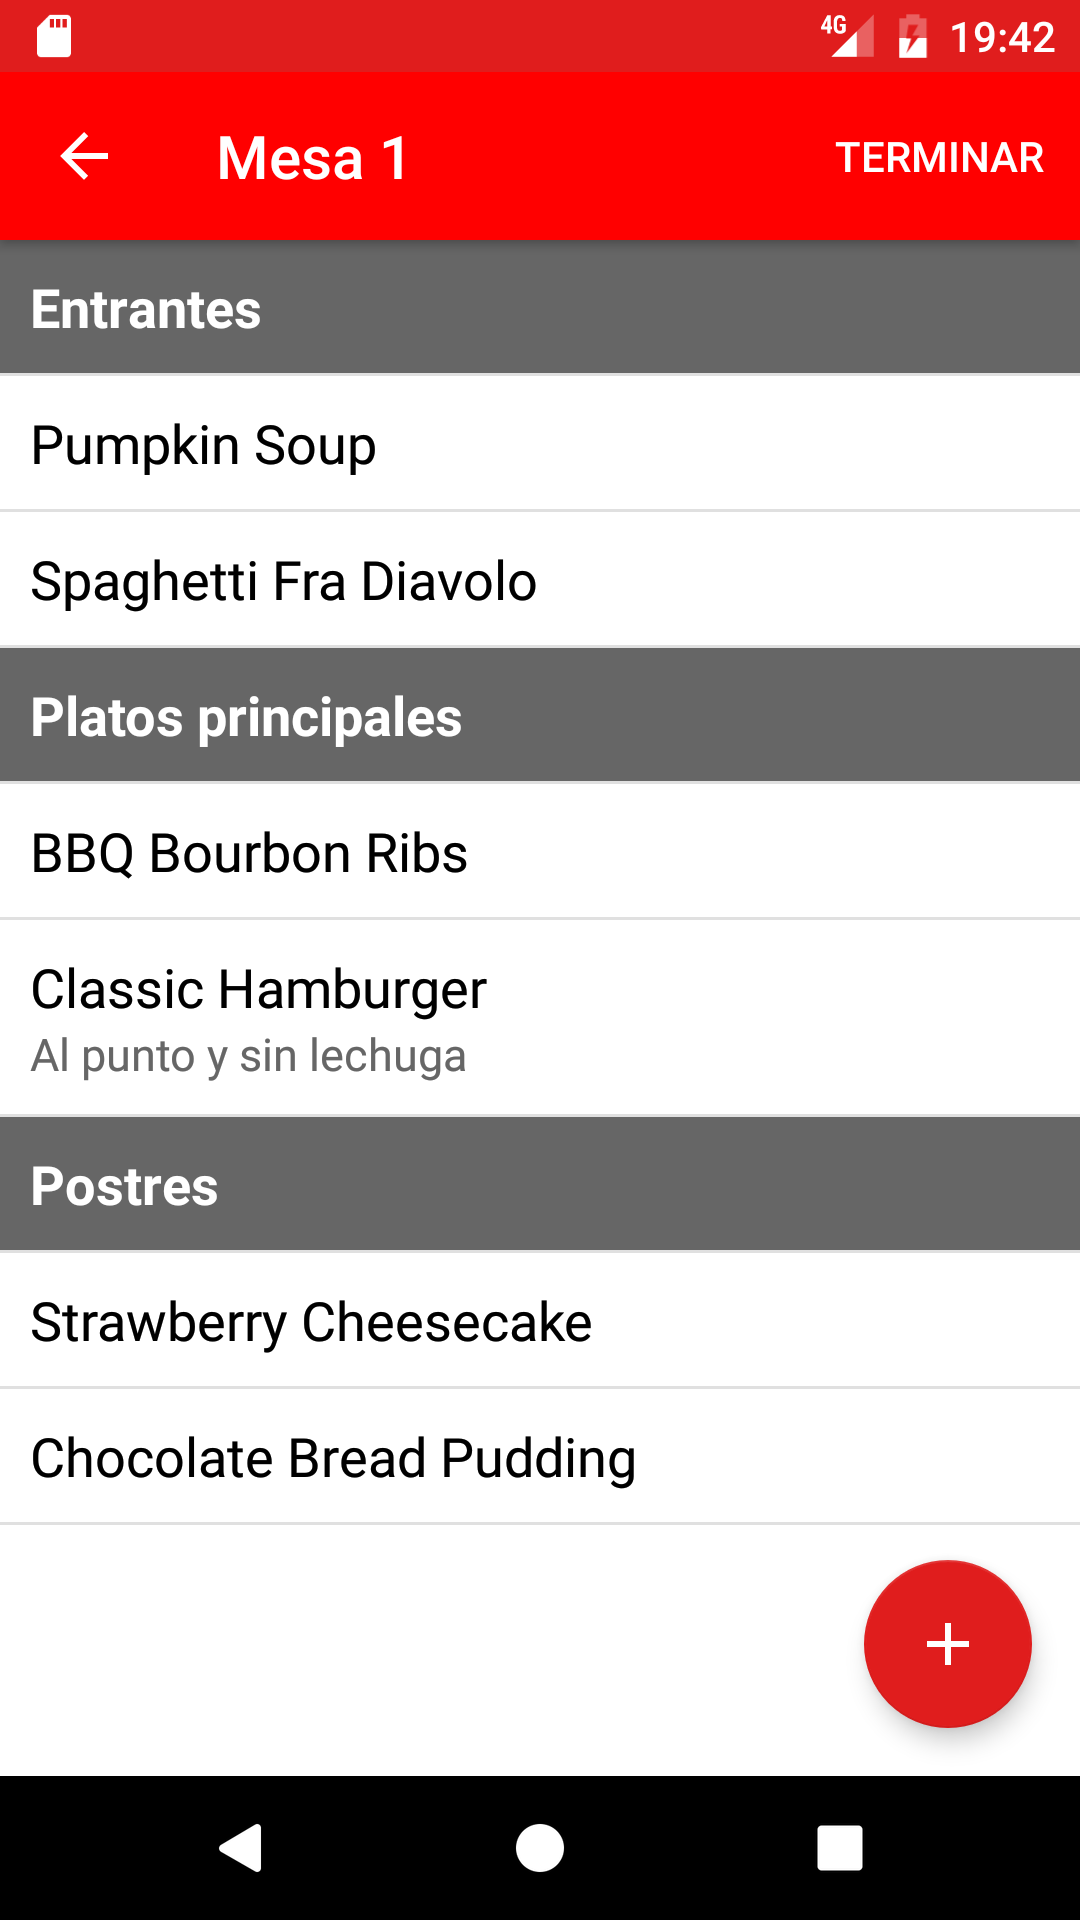 4G 19:42
Mesa 1 TERMINAR
Entrantes
Pumpkin Soup
Spaghetti Fra Diavolo
Platos principales
BBQ Bourbon Ribs
Classic Hamburger
Al punto y sin lechuga
Postres
Strawberry Cheesecake
Chocolate Bread Pudding